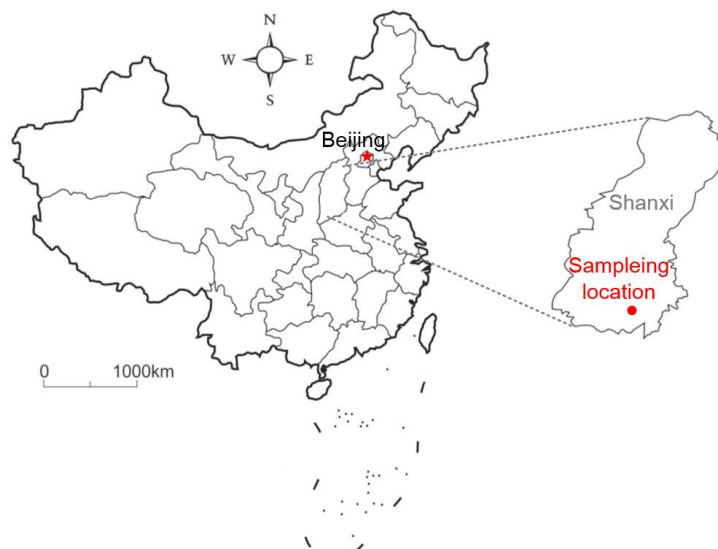 N
W E
S
Beijing
Shanxi
Sampleing
location
0 1000km